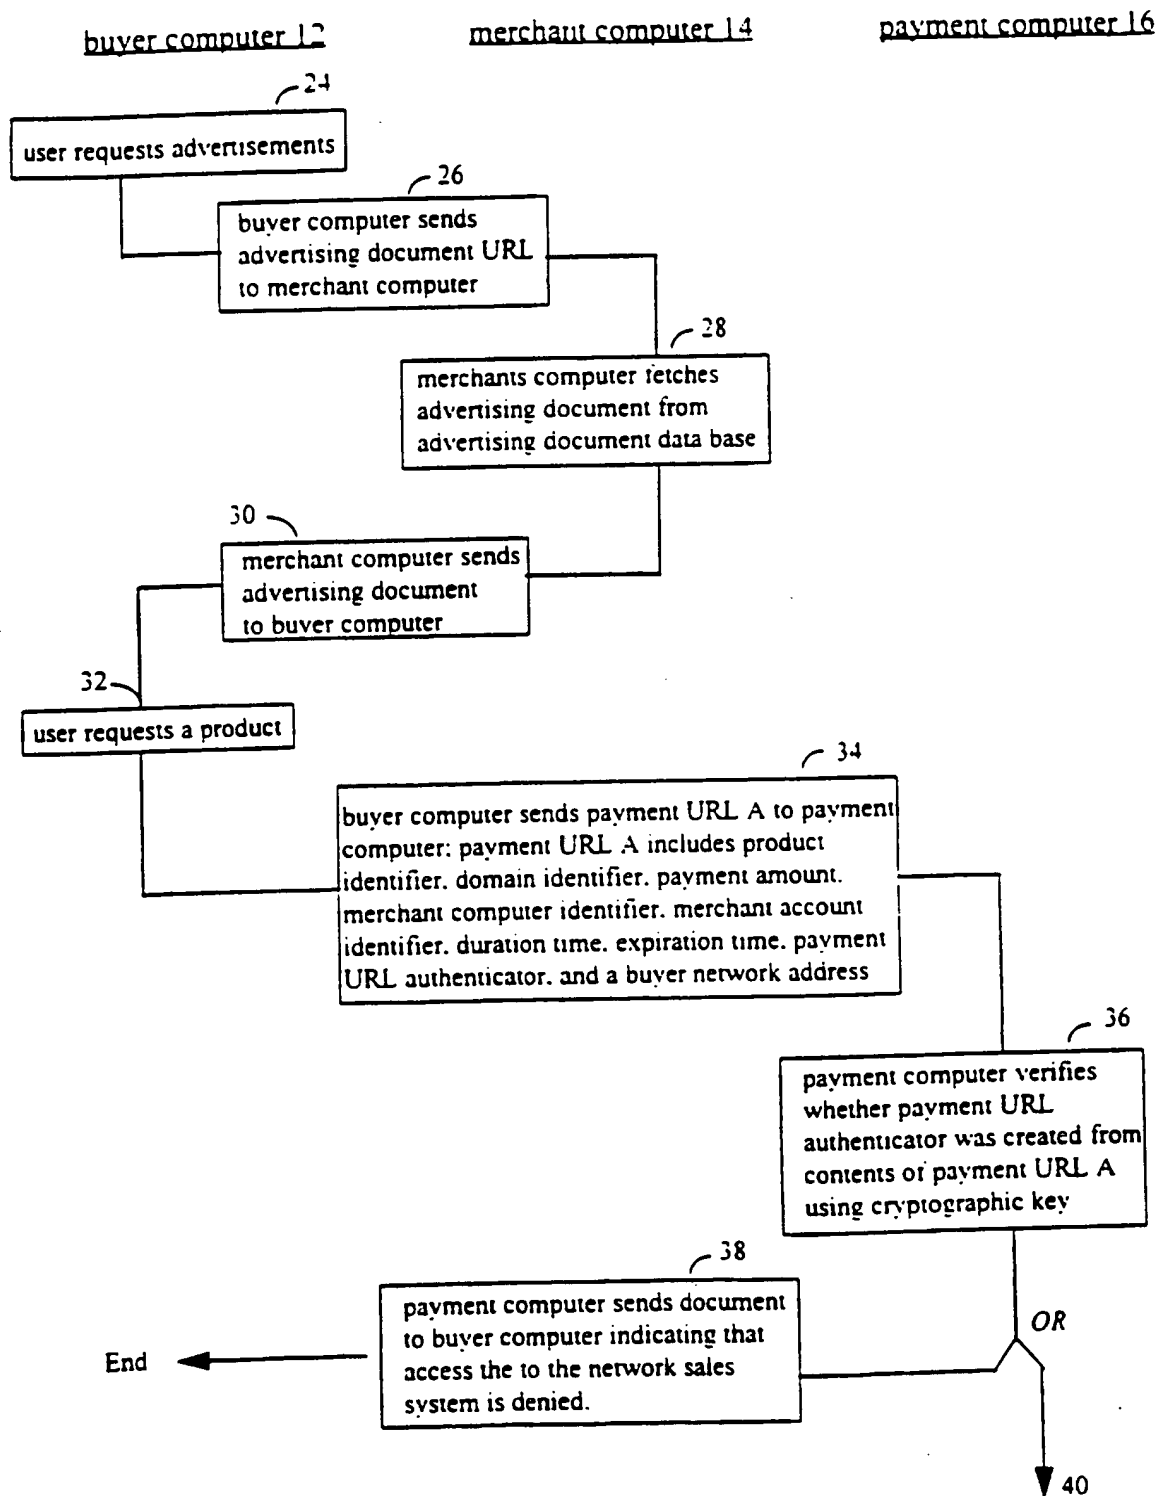 buyer computer 12
merchant computer 14
payment computer 16
24
user requests advertisements
26
buyer computer sends
advertising document URL
to merchant computer
28
merchants computer fetches
advertising document from
advertising document data base
30
merchant computer sends
advertising document
to buyer computer
32
user requests a product
34
buyer computer sends payment URL A to payment
computer: payment URL A includes product
identifier. domain identifier. payment amount.
merchant computer identifier. merchant account
identifier. duration time. expiration time. payment
URL authenticator. and a buyer network address
36
payment computer verifies
whether payment URL
authenticator was created from
contents of payment URL A
using cryptographic key
38
payment computer sends document
to buyer computer indicating that
access the to the network sales
system is denied.
OR
End
40